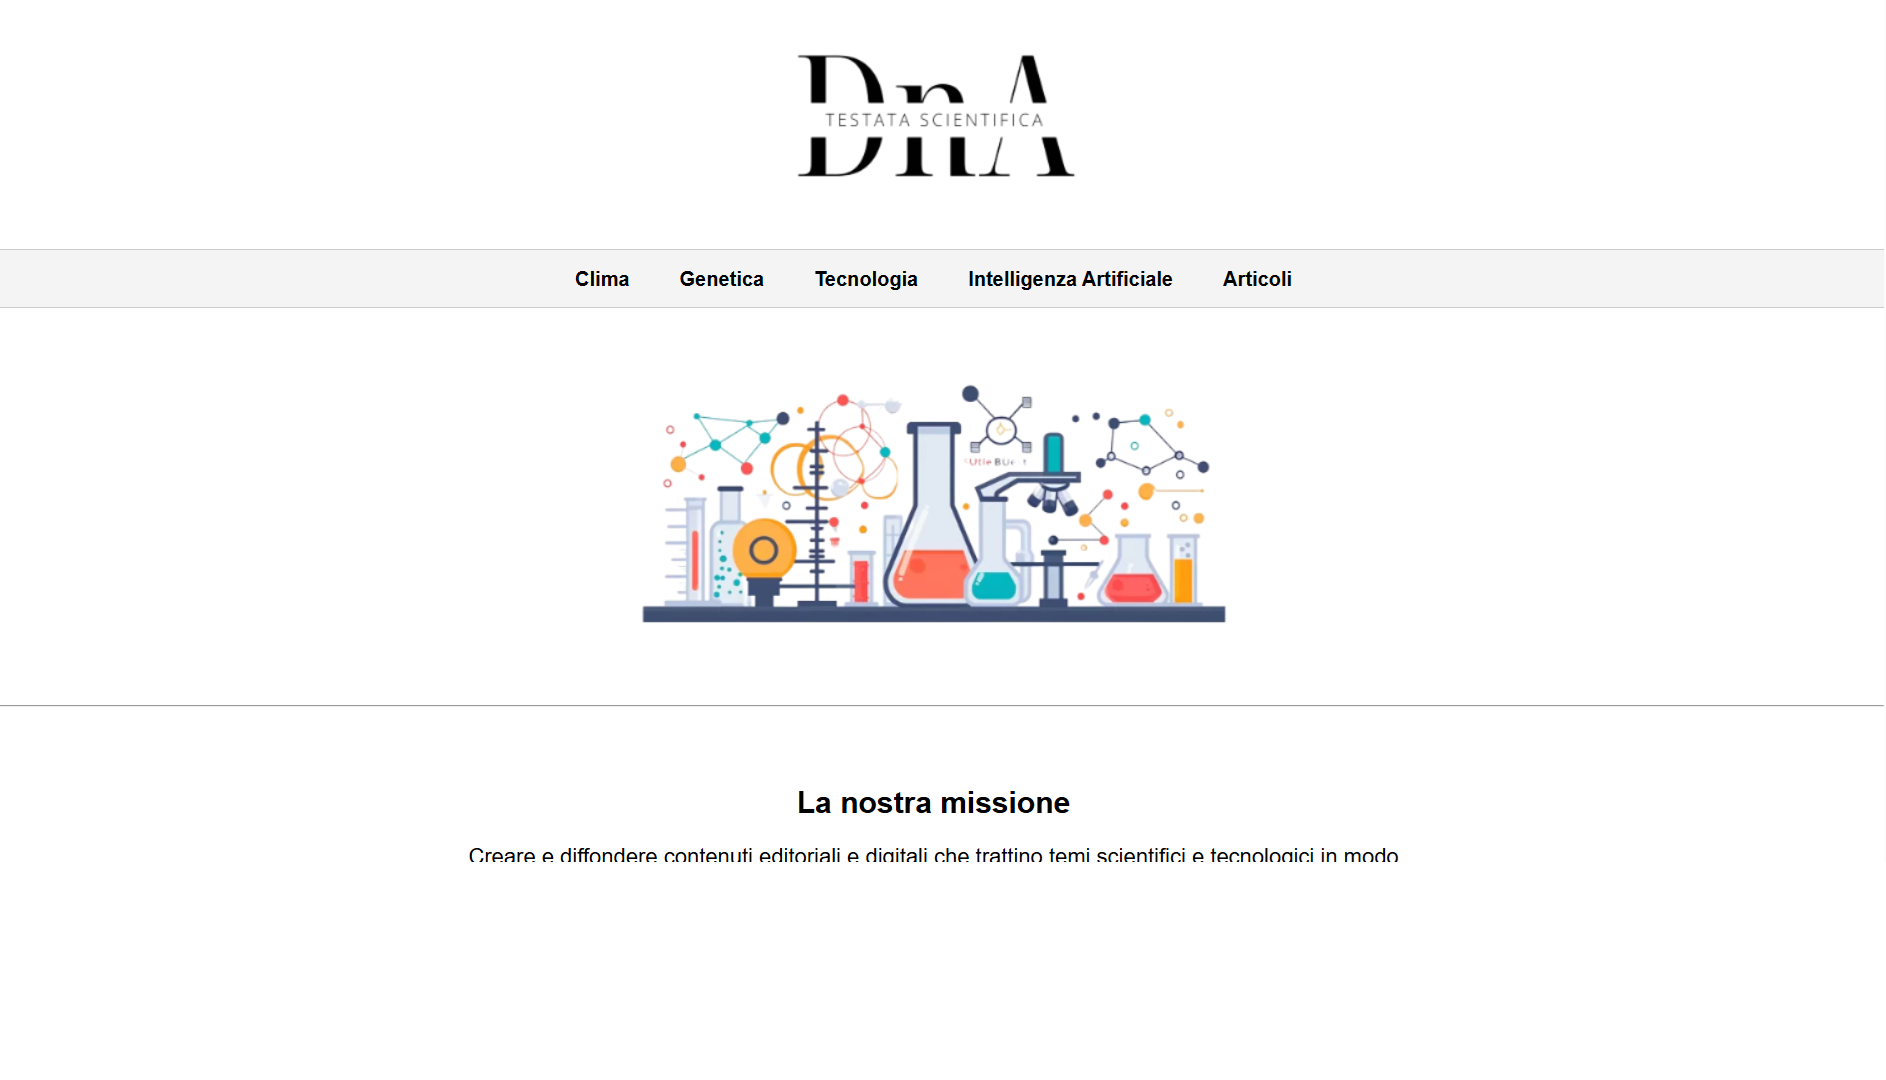 DnA
TESTATA SCIENTIFICA
Clima Genetica Tecnologia Intelligenza Artificiale Articoli
La nostra missione
Creare e diffondere contenuti editoriali e digitali che trattino temi scientifici e tecnologici in modo